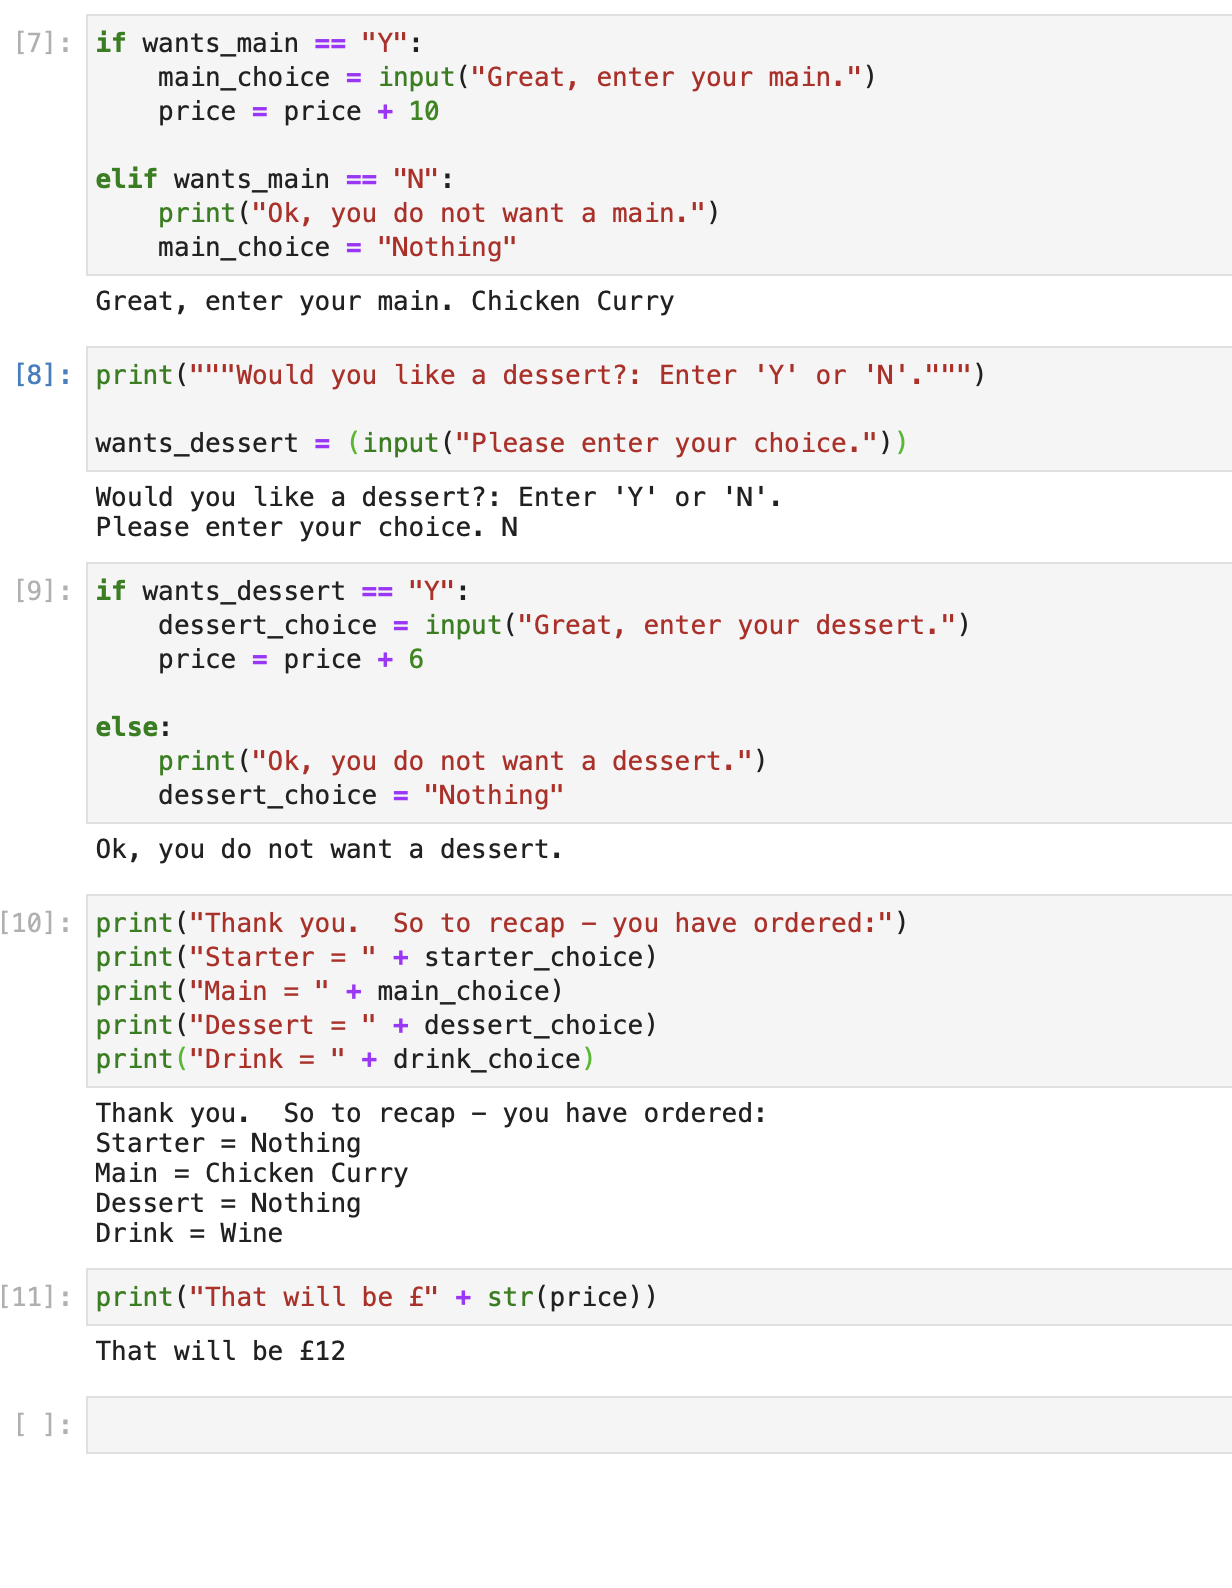 [7]: if wants_main == "Y":
    main_choice = input("Great, enter your main.")
    price = price + 10

elif wants_main == "N":
    print("Ok, you do not want a main.")
    main_choice = "Nothing"
Great, enter your main. Chicken Curry
[8]: print("""Would you like a dessert?: Enter 'Y' or 'N'.""")

wants_dessert = (input("Please enter your choice."))
Would you like a dessert?: Enter 'Y' or 'N'.
Please enter your choice. N
[9]: if wants_dessert == "Y":
    dessert_choice = input("Great, enter your dessert.")
    price = price + 6

else:
    print("Ok, you do not want a dessert.")
    dessert_choice = "Nothing"
Ok, you do not want a dessert.
[10]: print("Thank you.  So to recap – you have ordered:")
print("Starter = " + starter_choice)
print("Main = " + main_choice)
print("Dessert = " + dessert_choice)
print("Drink = " + drink_choice)
Thank you.  So to recap – you have ordered:
Starter = Nothing
Main = Chicken Curry
Dessert = Nothing
Drink = Wine
[11]: print("That will be £" + str(price))
That will be £12
[ ]: